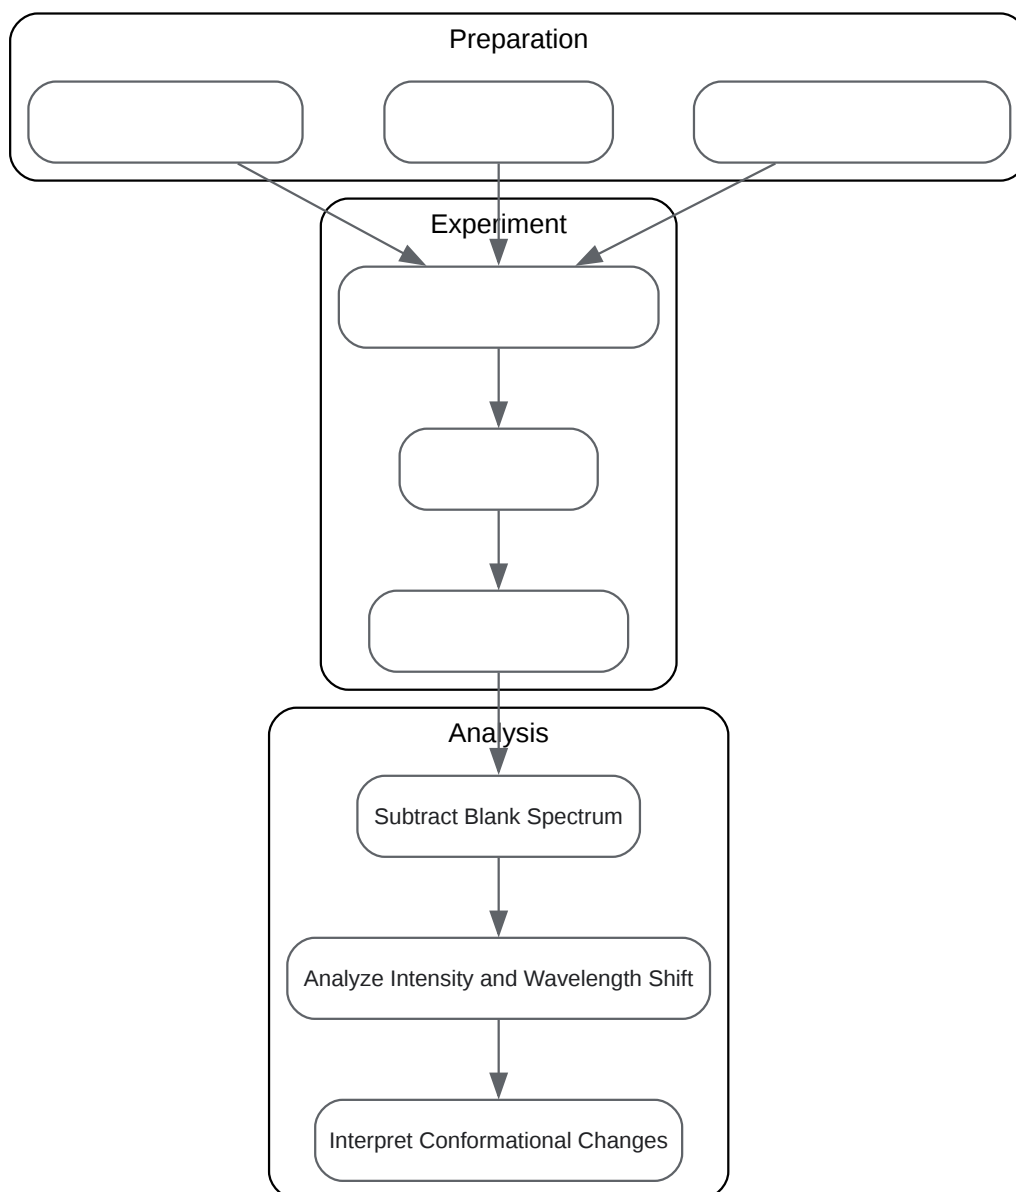 Preparation
Experiment
Analysis
Subtract Blank Spectrum
Analyze Intensity and Wavelength Shift
Interpret Conformational Changes